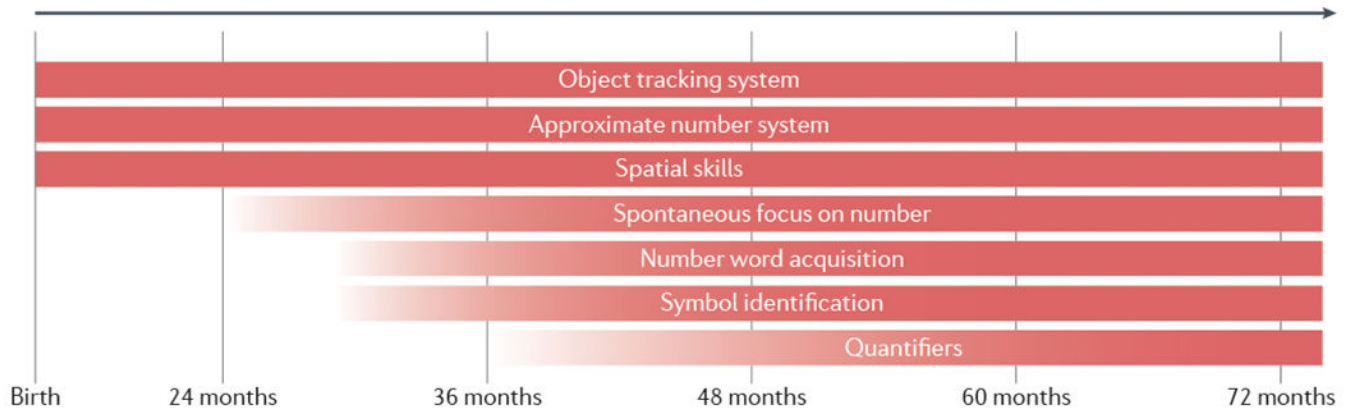 Object tracking system
Approximate number system
Spatial skills
Spontaneous focus on number
Number word acquisition
Symbol identification
Quantifiers
Birth 24 months 36 months 48 months 60 months 72 months